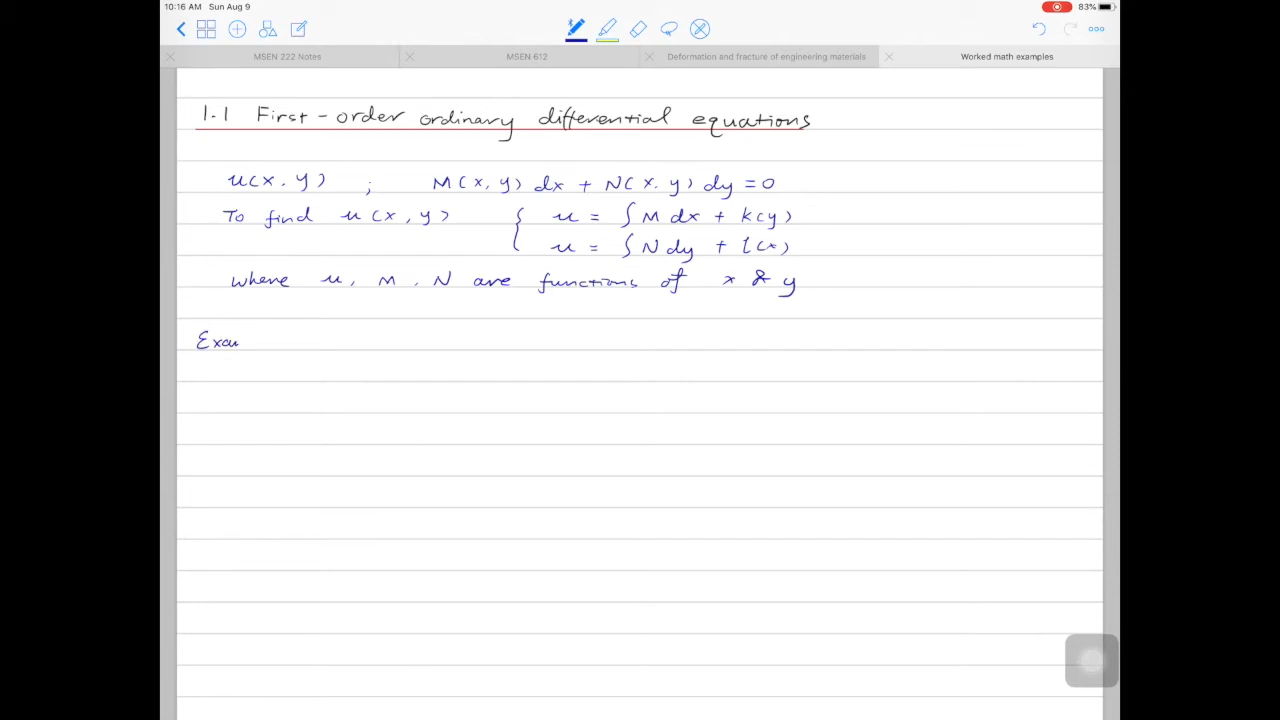 10:16 AM Sun Aug 9
83%
MSEN 222 Notes
MSEN 612
Deformation and fracture of engineering materials
Worked math examples
1.1 First-order ordinary differential equations
u(x, y) ; M(x, y) dx + N(x, y) dy = 0
To find u(x, y) { u = ∫ M dx + k(y)
u = ∫ N dy + l(x)
where u, M, N are functions of x & y
Exam